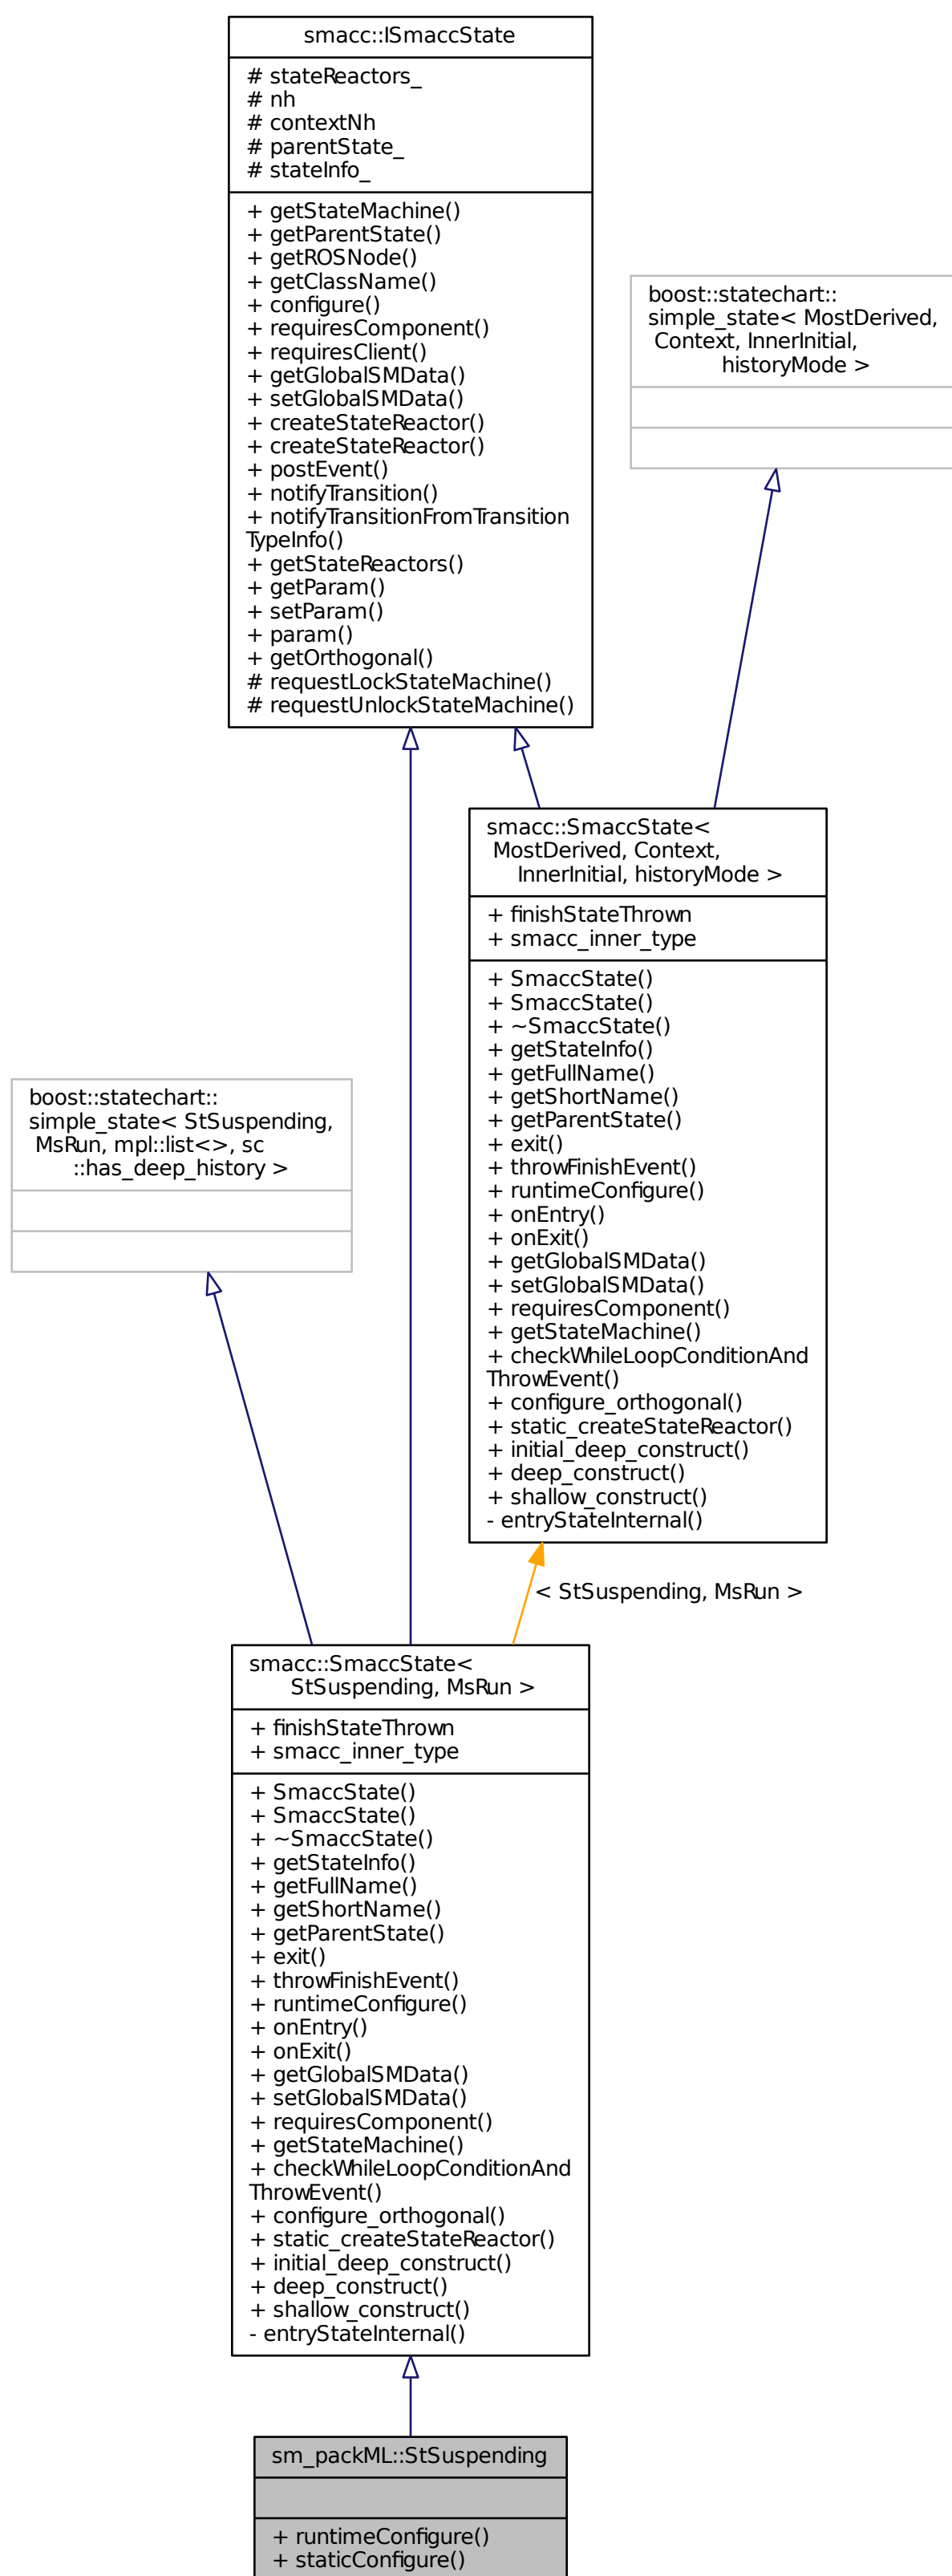 smacc::ISmaccState
# stateReactors_
# nh
# contextNh
# parentState_
# stateInfo_
+ getStateMachine()
+ getParentState()
+ getROSNode()
+ getClassName()
+ configure()
+ requiresComponent()
+ requiresClient()
+ getGlobalSMData()
+ setGlobalSMData()
+ createStateReactor()
+ createStateReactor()
+ postEvent()
+ notifyTransition()
+ notifyTransitionFromTransition
TypeInfo()
+ getStateReactors()
+ getParam()
+ setParam()
+ param()
+ getOrthogonal()
# requestLockStateMachine()
# requestUnlockStateMachine()
boost::statechart::
simple_state< MostDerived,
Context, InnerInitial,
historyMode >
smacc::SmaccState<
MostDerived, Context,
InnerInitial, historyMode >
+ finishStateThrown
+ smacc_inner_type
+ SmaccState()
+ SmaccState()
+ ~SmaccState()
+ getStateInfo()
+ getFullName()
+ getShortName()
+ getParentState()
+ exit()
+ throwFinishEvent()
+ runtimeConfigure()
+ onEntry()
+ onExit()
+ getGlobalSMData()
+ setGlobalSMData()
+ requiresComponent()
+ getStateMachine()
+ checkWhileLoopConditionAnd
ThrowEvent()
+ configure_orthogonal()
+ static_createStateReactor()
+ initial_deep_construct()
+ deep_construct()
+ shallow_construct()
- entryStateInternal()
boost::statechart::
simple_state< StSuspending,
MsRun, mpl::list<>, sc
::has_deep_history >
< StSuspending, MsRun >
smacc::SmaccState<
StSuspending, MsRun >
+ finishStateThrown
+ smacc_inner_type
+ SmaccState()
+ SmaccState()
+ ~SmaccState()
+ getStateInfo()
+ getFullName()
+ getShortName()
+ getParentState()
+ exit()
+ throwFinishEvent()
+ runtimeConfigure()
+ onEntry()
+ onExit()
+ getGlobalSMData()
+ setGlobalSMData()
+ requiresComponent()
+ getStateMachine()
+ checkWhileLoopConditionAnd
ThrowEvent()
+ configure_orthogonal()
+ static_createStateReactor()
+ initial_deep_construct()
+ deep_construct()
+ shallow_construct()
- entryStateInternal()
sm_packML::StSuspending
+ runtimeConfigure()
+ staticConfigure()